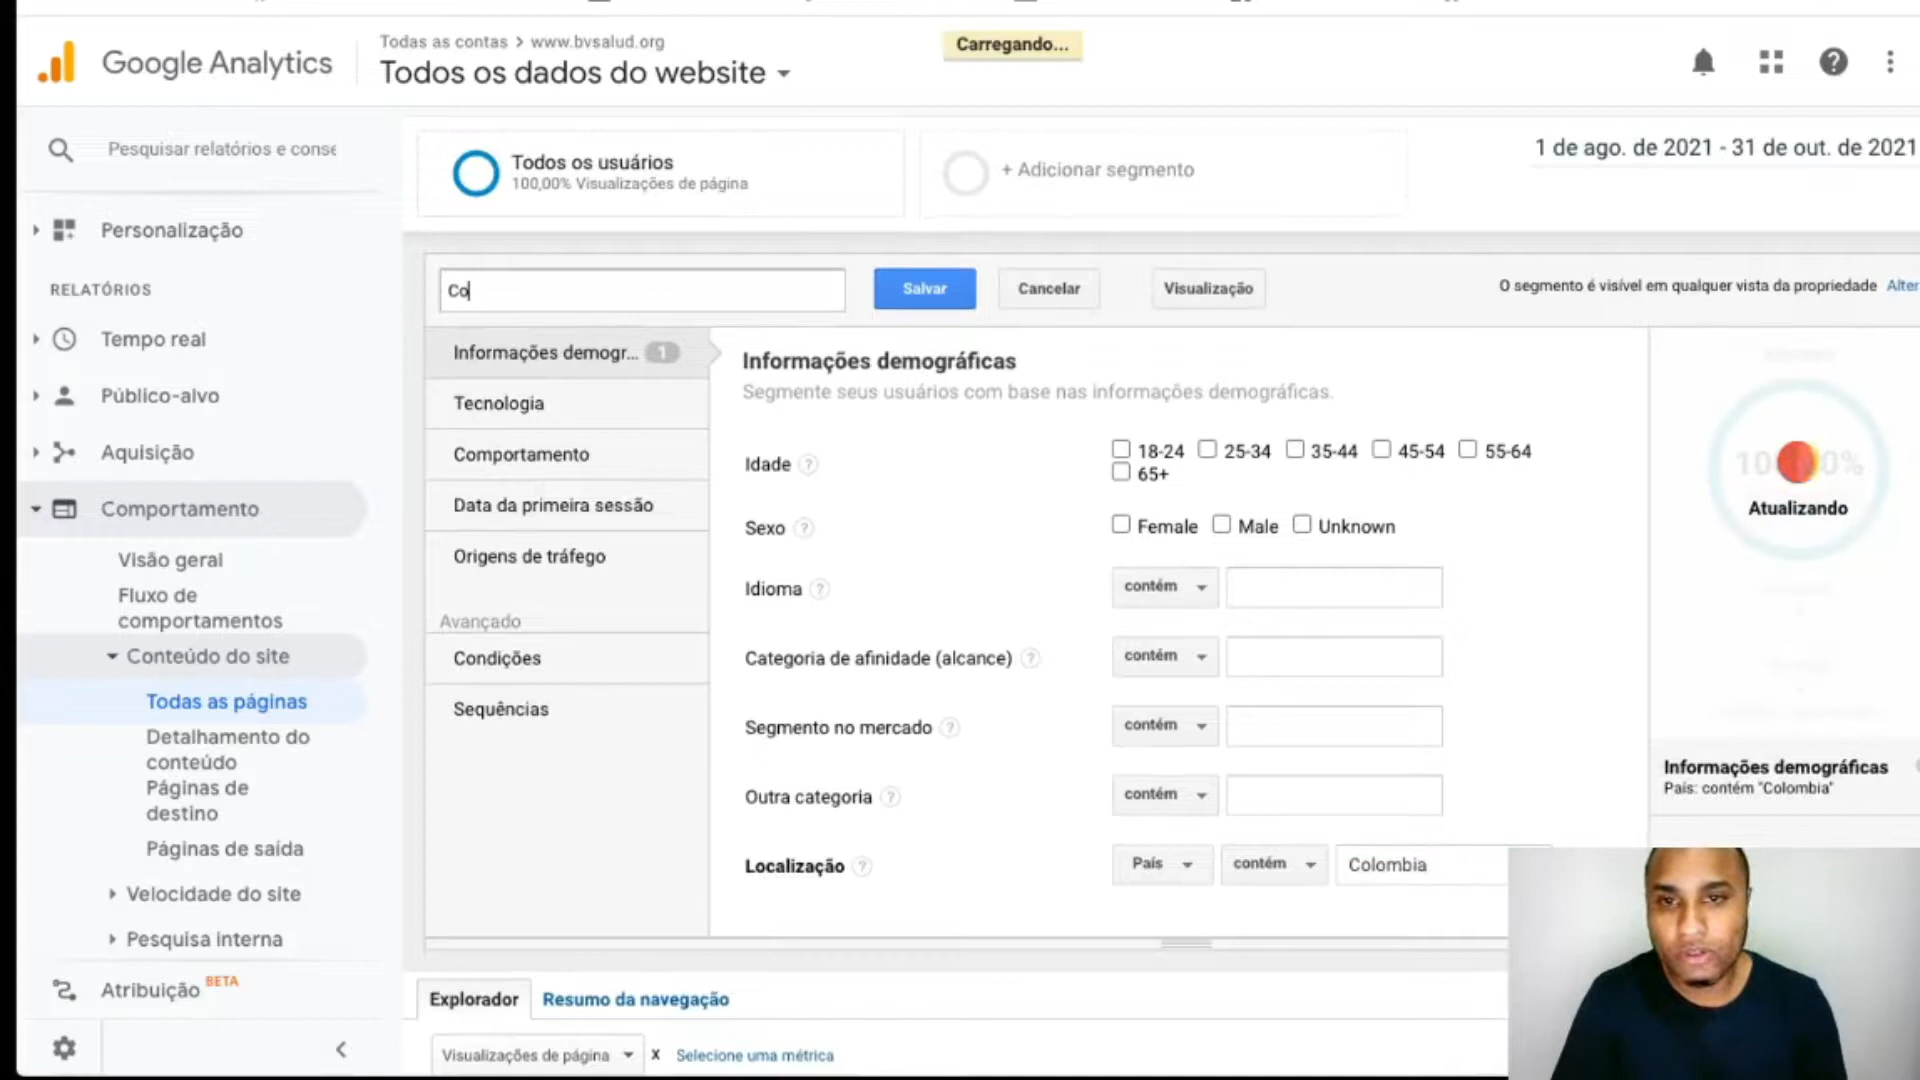 Google Analytics
Todas as contas > www.bvsalud.org
Todos os dados do website
Carregando...
Pesquisar relatórios e conse
Todos os usuários
100,00% Visualizações de página
+ Adicionar segmento
1 de ago. de 2021 - 31 de out. de 2021
Personalização
RELATÓRIOS
Tempo real
Público-alvo
Aquisição
Comportamento
Visão geral
Fluxo de
comportamentos
Conteúdo do site
Todas as páginas
Detalhamento do
conteúdo
Páginas de
destino
Páginas de saída
Velocidade do site
Pesquisa interna
Atribuição BETA
Co
Salvar
Cancelar
Visualização
O segmento é visível em qualquer vista da propriedade Alter
Informações demogr... 1
Tecnologia
Comportamento
Data da primeira sessão
Origens de tráfego
Avançado
Condições
Sequências
Informações demográficas
Segmente seus usuários com base nas informações demográficas.
Idade ? 18-24 25-34 35-44 45-54 55-64
65+
Sexo ? Female Male Unknown
Idioma ? contém
Categoria de afinidade (alcance) ? contém
Segmento no mercado ? contém
Outra categoria ? contém
Localização ? País contém Colombia
Atualizando
Informações demográficas
País: contém "Colombia"
Explorador Resumo da navegação
Visualizações de página X Selecione uma métrica